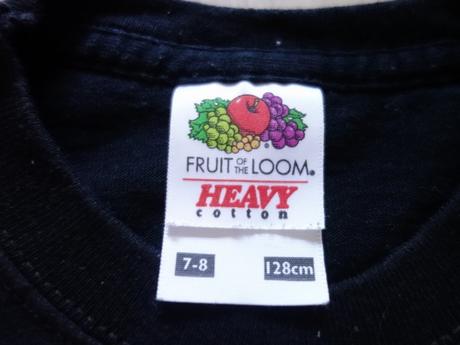 FRUIT OF THE LOOM®
HEAVY
cotton
7-8 128cm